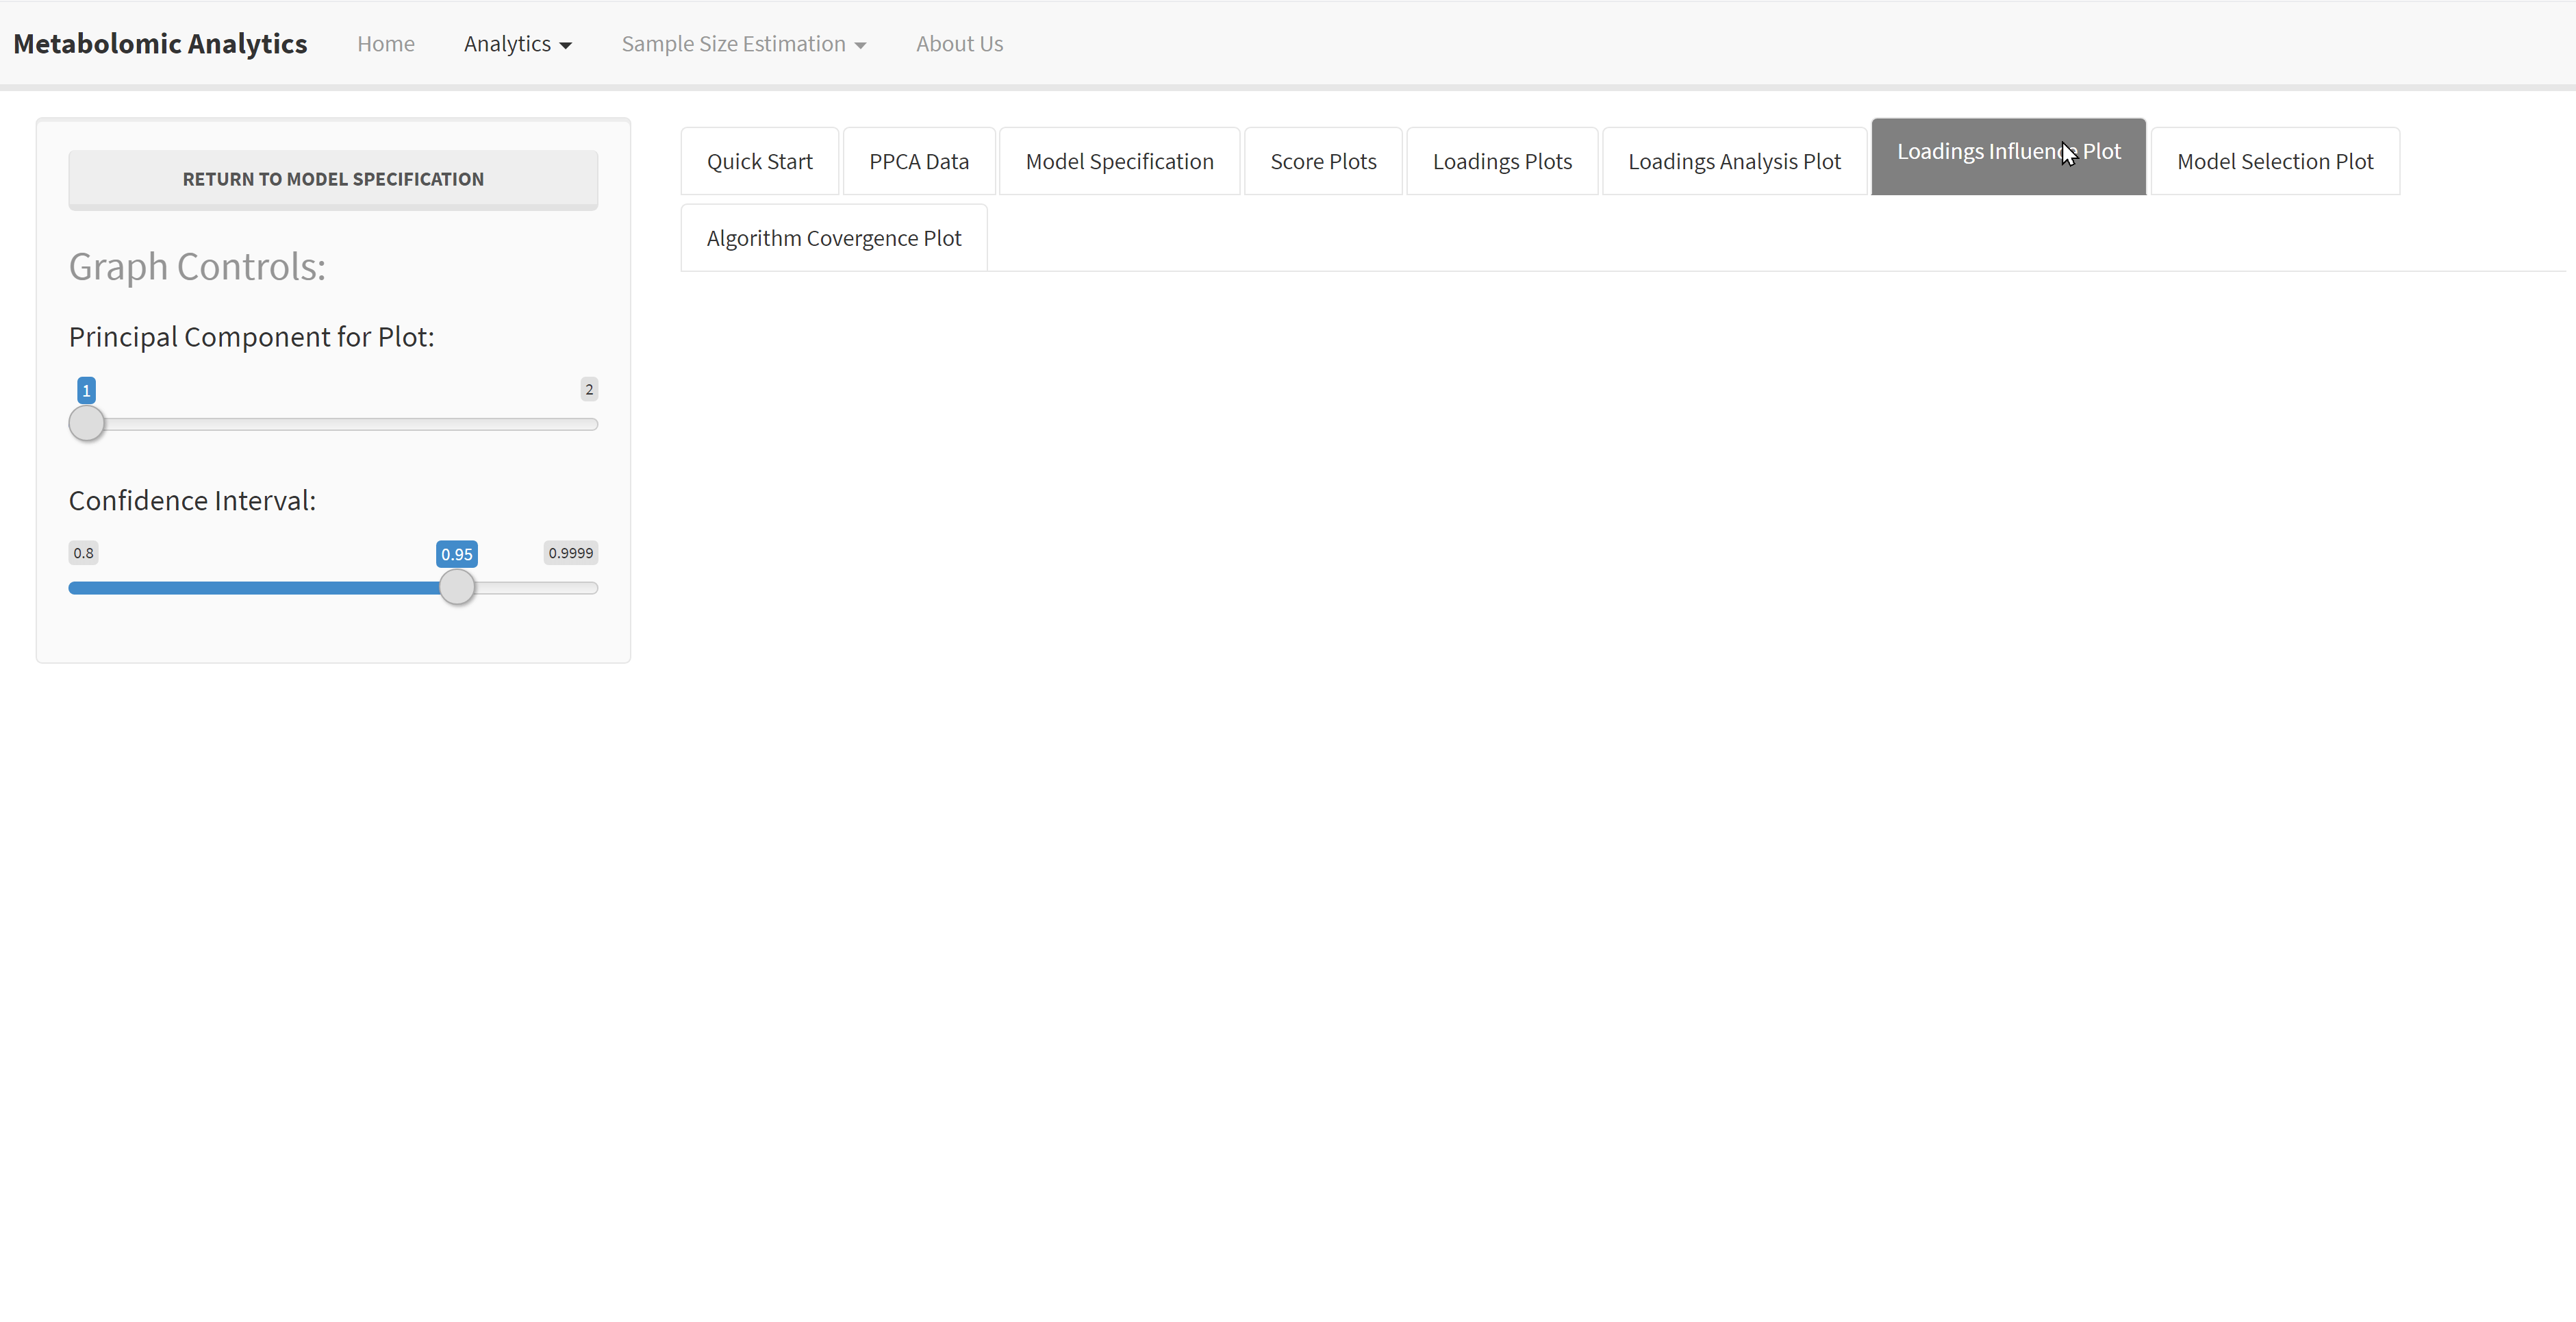 Metabolomic Analytics Home Analytics Sample Size Estimation About Us
RETURN TO MODEL SPECIFICATION
Graph Controls:
Principal Component for Plot:
1 2
Confidence Interval:
0.8 0.95 0.9999
Quick Start PPCA Data Model Specification Score Plots Loadings Plots Loadings Analysis Plot Loadings Influence Plot Model Selection Plot
Algorithm Covergence Plot